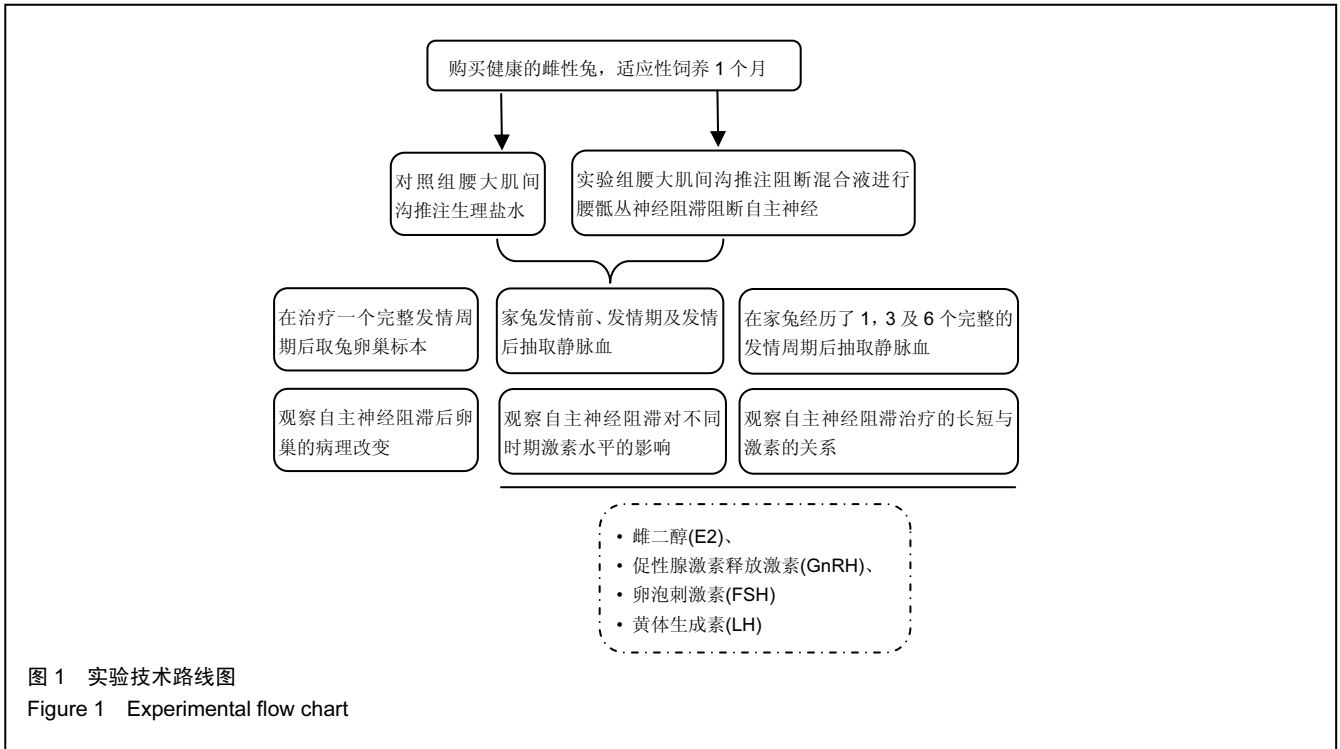 购买健康的雌性兔，适应性饲养 1 个月
对照组腰大肌间
沟推注生理盐水
实验组腰大肌间沟推注阻断混合液进行
腰骶丛神经阻滞阻断自主神经
在治疗一个完整发情周
期后取兔卵巢标本
家兔发情前、发情期及发情
后抽取静脉血
在家兔经历了 1，3 及 6 个完整的
发情周期后抽取静脉血
观察自主神经阻滞后卵
巢的病理改变
观察自主神经阻滞对不同
时期激素水平的影响
观察自主神经阻滞治疗的长短与
激素的关系
• 雌二醇(E2)、
• 促性腺激素释放激素(GnRH)、
• 卵泡刺激素(FSH)
• 黄体生成素(LH)
图 1 实验技术路线图
Figure 1 Experimental flow chart